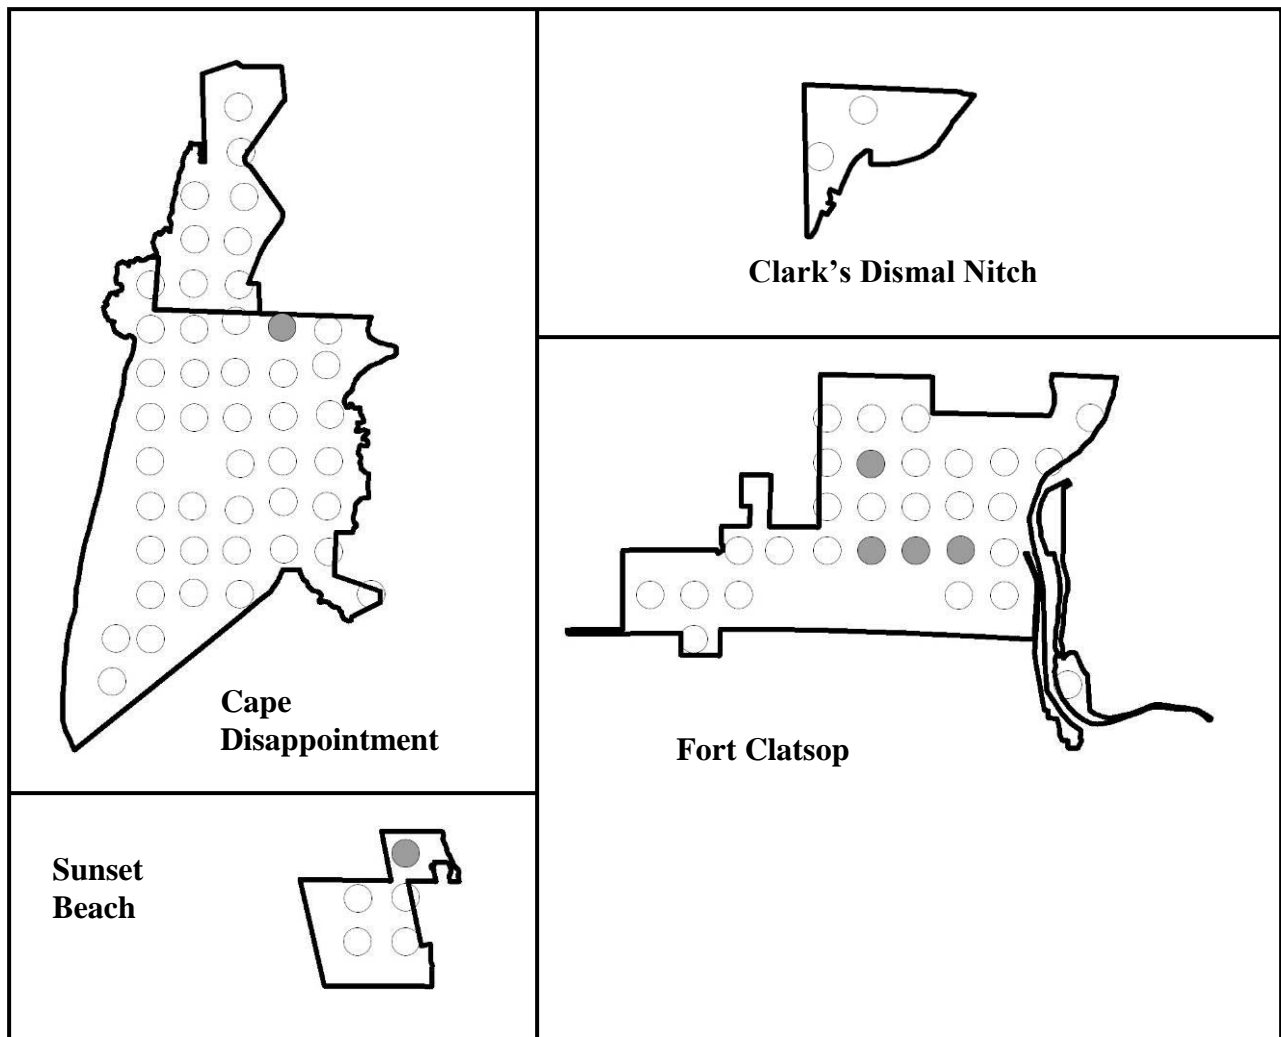 Clark’s Dismal Nitch
Cape
Disappointment
Fort Clatsop
Sunset
Beach